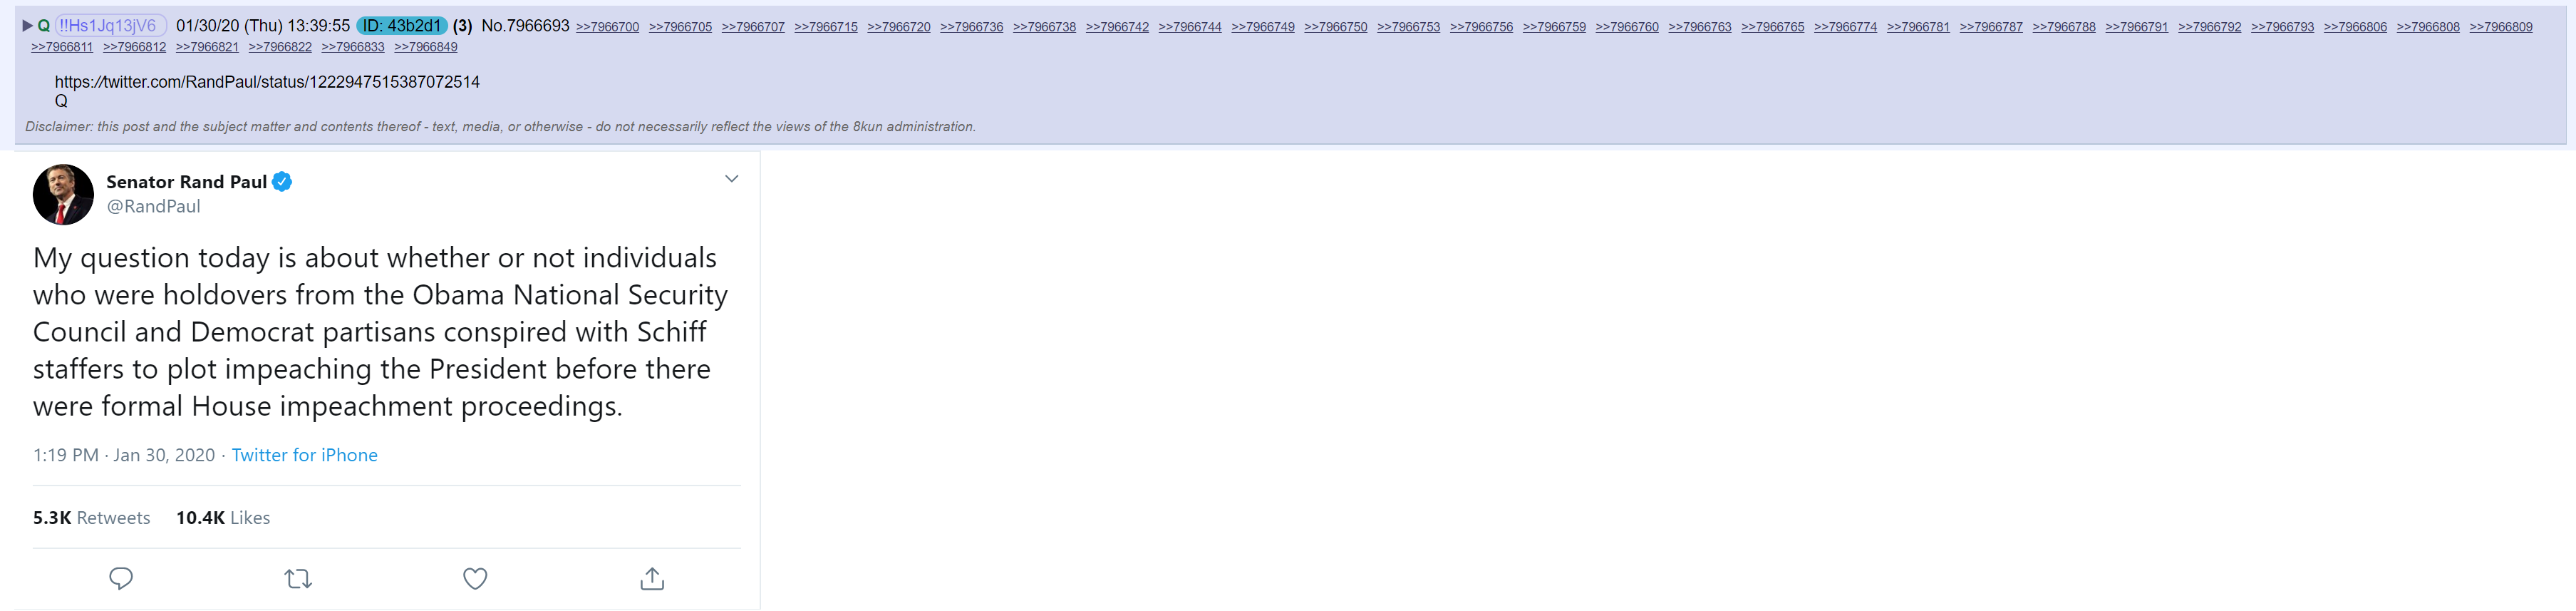 ▶ Q !!Hs1Jq13jV6 01/30/20 (Thu) 13:39:55 ID: 43b2d1 (3) No.7966693 >>7966700 >>7966705 >>7966707 >>7966715 >>7966720 >>7966736 >>7966738 >>7966742 >>7966744 >>7966749 >>7966750 >>7966753 >>7966756 >>7966759 >>7966760 >>7966763 >>7966765 >>7966774 >>7966781 >>7966787 >>7966788 >>7966791 >>7966792 >>7966793 >>7966806 >>7966808 >>7966809
>>7966811 >>7966812 >>7966821 >>7966822 >>7966833 >>7966849
https://twitter.com/RandPaul/status/1222947515387072514
Q
Disclaimer: this post and the subject matter and contents thereof - text, media, or otherwise - do not necessarily reflect the views of the 8kun administration.
Senator Rand Paul
@RandPaul
My question today is about whether or not individuals
who were holdovers from the Obama National Security
Council and Democrat partisans conspired with Schiff
staffers to plot impeaching the President before there
were formal House impeachment proceedings.
1:19 PM · Jan 30, 2020 · Twitter for iPhone
5.3K Retweets 10.4K Likes